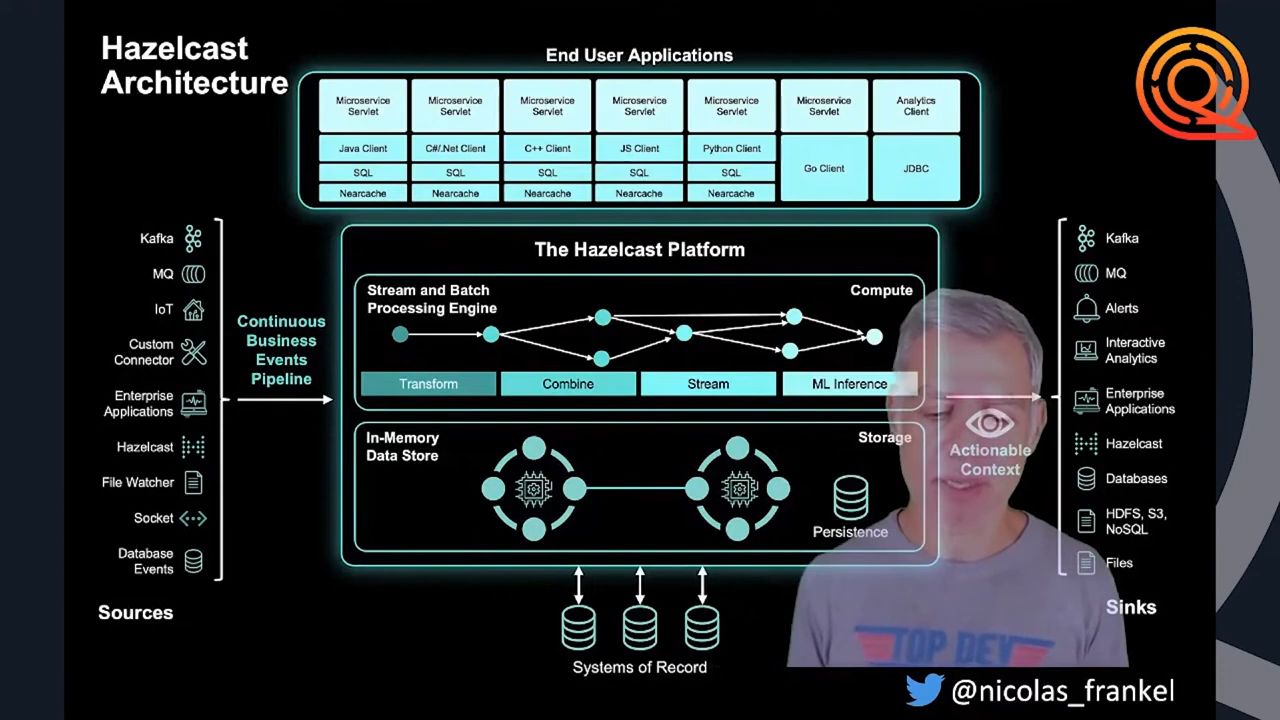 Hazelcast
Architecture
End User Applications
Microservice
Servlet
Microservice
Servlet
Microservice
Servlet
Microservice
Servlet
Microservice
Servlet
Microservice
Servlet
Analytics
Client
Java Client
C#/.Net Client
C++ Client
JS Client
Python Client
Go Client
JDBC
SQL
SQL
SQL
SQL
SQL
Nearcache
Nearcache
Nearcache
Nearcache
Nearcache
Kafka
MQ
IoT
Custom
Connector
Enterprise
Applications
Hazelcast
File Watcher
Socket
Database
Events
Sources
Continuous
Business
Events
Pipeline
The Hazelcast Platform
Stream and Batch
Processing Engine
Compute
Transform
Combine
Stream
ML Inference
In-Memory
Data Store
Storage
Persistence
Systems of Record
Actionable
Context
Kafka
MQ
Alerts
Interactive
Analytics
Enterprise
Applications
Hazelcast
Databases
HDFS, S3,
NoSQL
Files
Sinks
TOP DEV
@nicolas_frankel